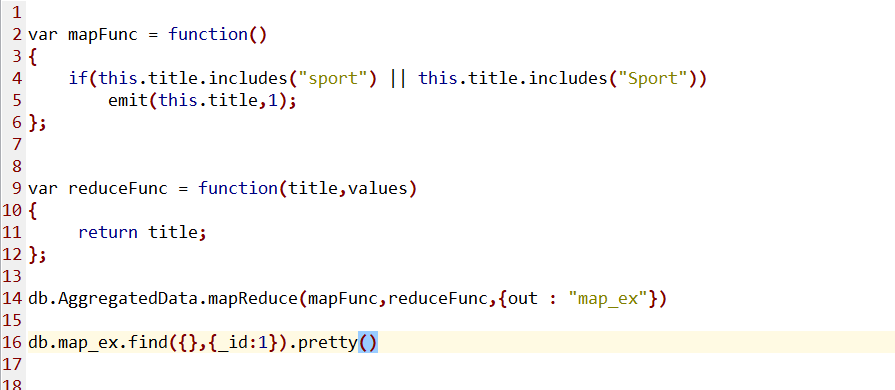 1
2 var mapFunc = function()
3 {
4     if(this.title.includes("sport") || this.title.includes("Sport"))
5         emit(this.title,1);
6 };
7
8
9 var reduceFunc = function(title,values)
10 {
11      return title;
12 };
13
14 db.AggregatedData.mapReduce(mapFunc,reduceFunc,{out : "map_ex"})
15
16 db.map_ex.find({},{_id:1}).pretty()
17
18